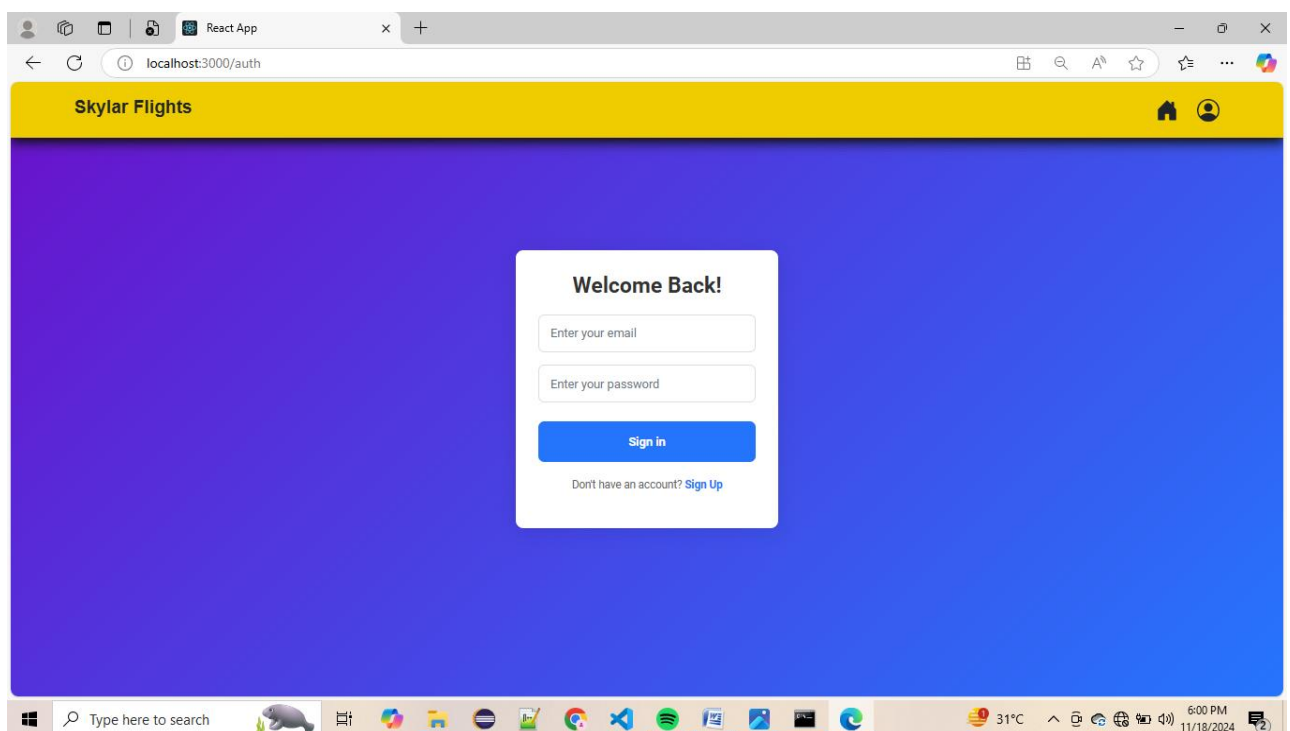 React App
localhost:3000/auth
Skylar Flights
Welcome Back!
Enter your email
Enter your password
Sign in
Don't have an account? Sign Up
Type here to search
31°C
6:00 PM
11/18/2024
2